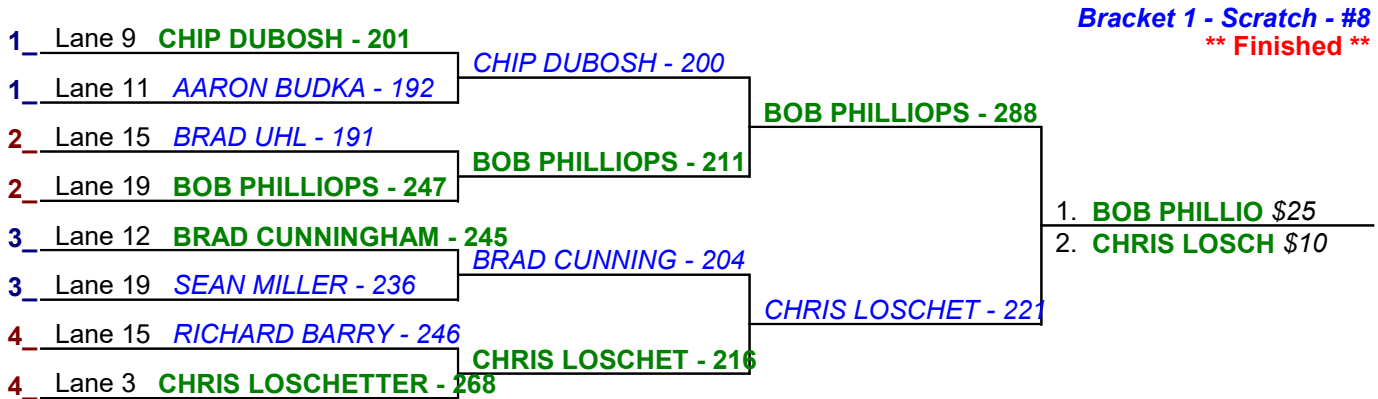 Bracket 1 - Scratch - #8
** Finished **
1_ Lane 9 CHIP DUBOSH - 201
CHIP DUBOSH - 200
1_ Lane 11 AARON BUDKA - 192
BOB PHILLIOPS - 288
2_ Lane 15 BRAD UHL - 191
BOB PHILLIOPS - 211
2_ Lane 19 BOB PHILLIOPS - 247
1. BOB PHILLIO $25
2. CHRIS LOSCH $10
3_ Lane 12 BRAD CUNNINGHAM - 245
BRAD CUNNING - 204
3_ Lane 19 SEAN MILLER - 236
CHRIS LOSCHET - 221
4_ Lane 15 RICHARD BARRY - 246
CHRIS LOSCHET - 216
4_ Lane 3 CHRIS LOSCHETTER - 268